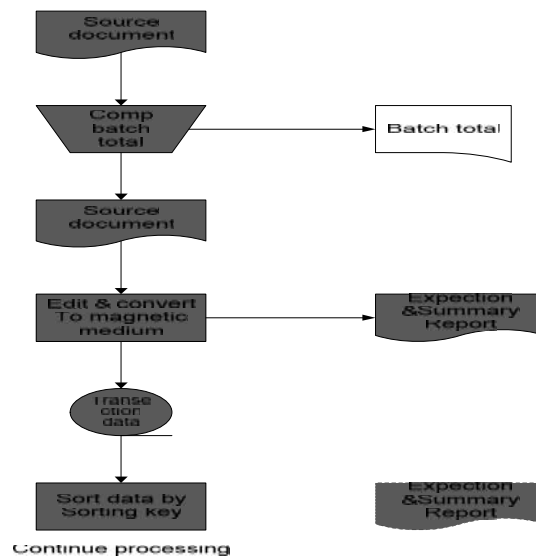 Source
document
Comp
batch
total
Batch total
Source
document
Edit & convert
To magnetic
medium
Expection
&Summary
Report
Transe
ction
data
Sort data by
Sorting key
Expection
&Summary
Report
Continue processing